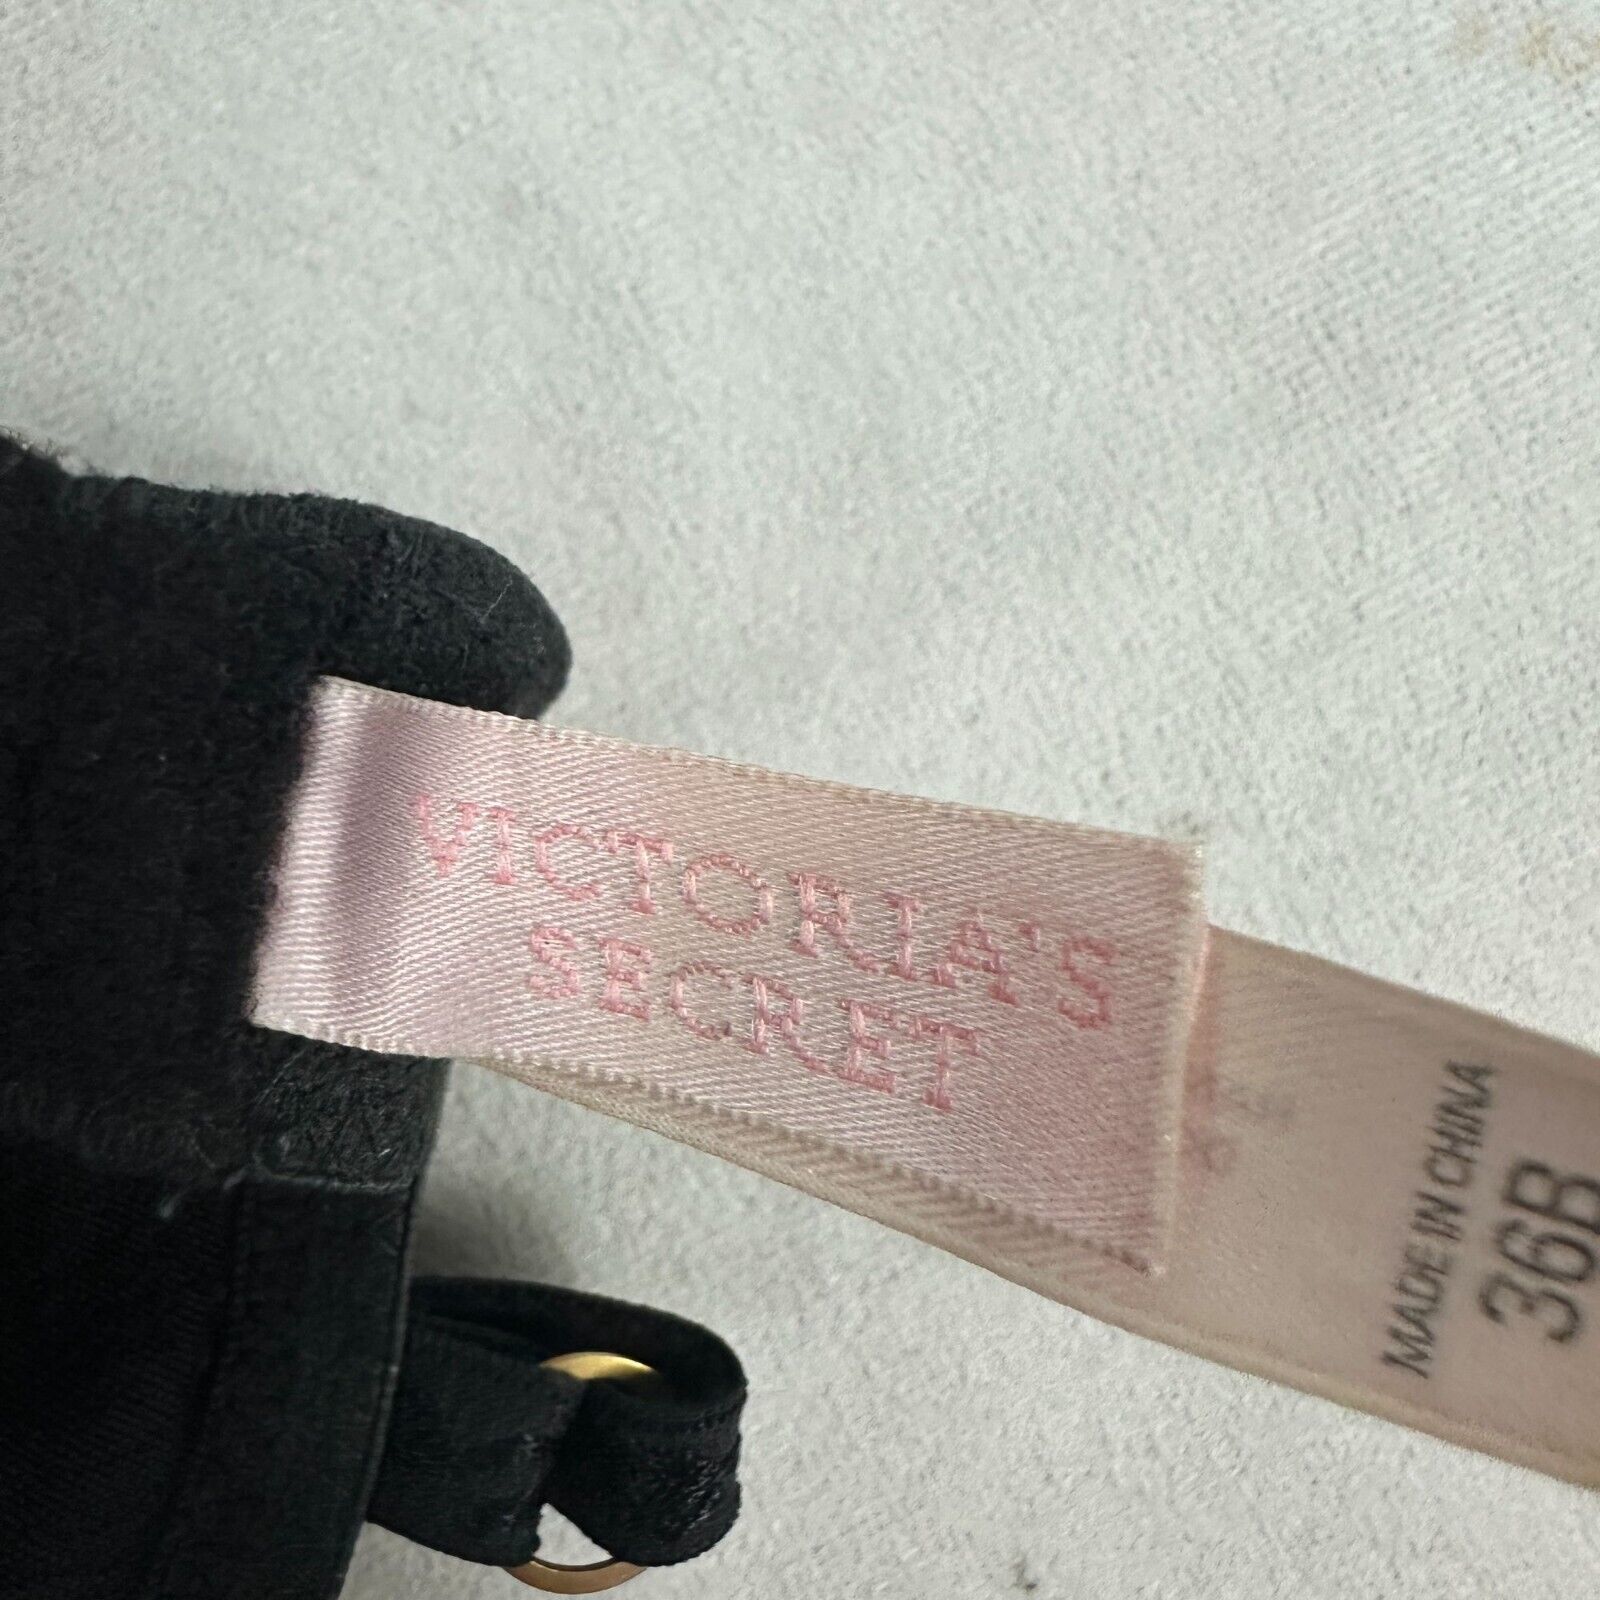 VICTORIA'S
SECRET
MADE IN CHINA
36B